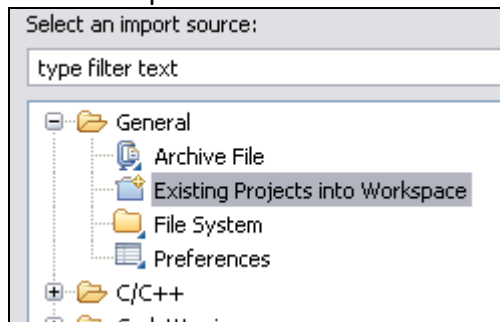 Select an import source:
type filter text
General
Archive File
Existing Projects into Workspace
File System
Preferences
C/C++